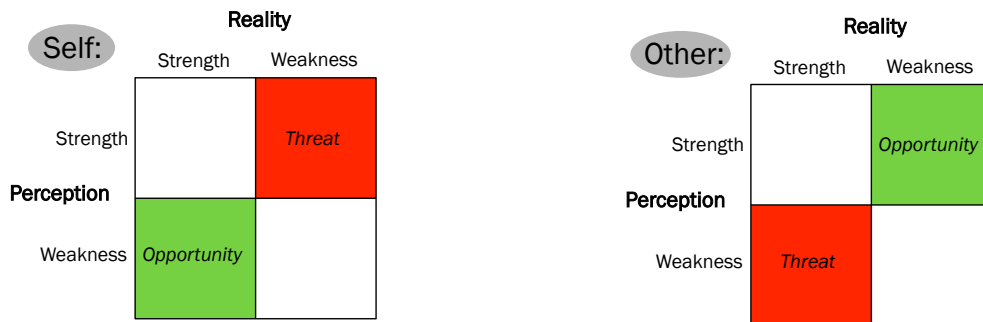 Reality
Self:
Strength Weakness
Strength Threat
Perception
Weakness Opportunity
Reality
Other:
Strength Weakness
Strength Opportunity
Perception
Weakness Threat